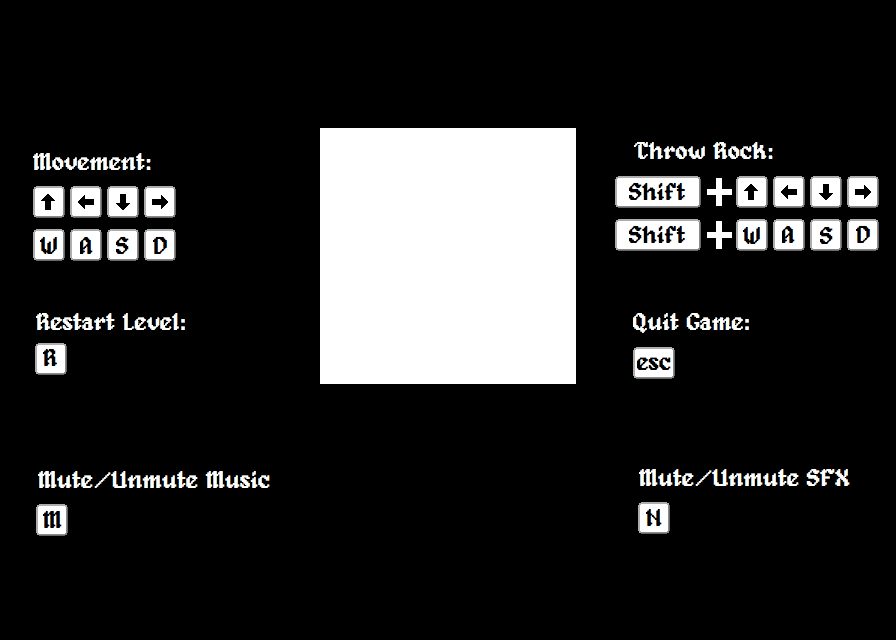 Movement:
↑ ← ↓ →
W A S D
Restart Level:
R
Mute/Unmute Music
M
Throw Rock:
Shift + ↑ ← ↓ →
Shift + W A S D
Quit Game:
esc
Mute/Unmute SFX
N